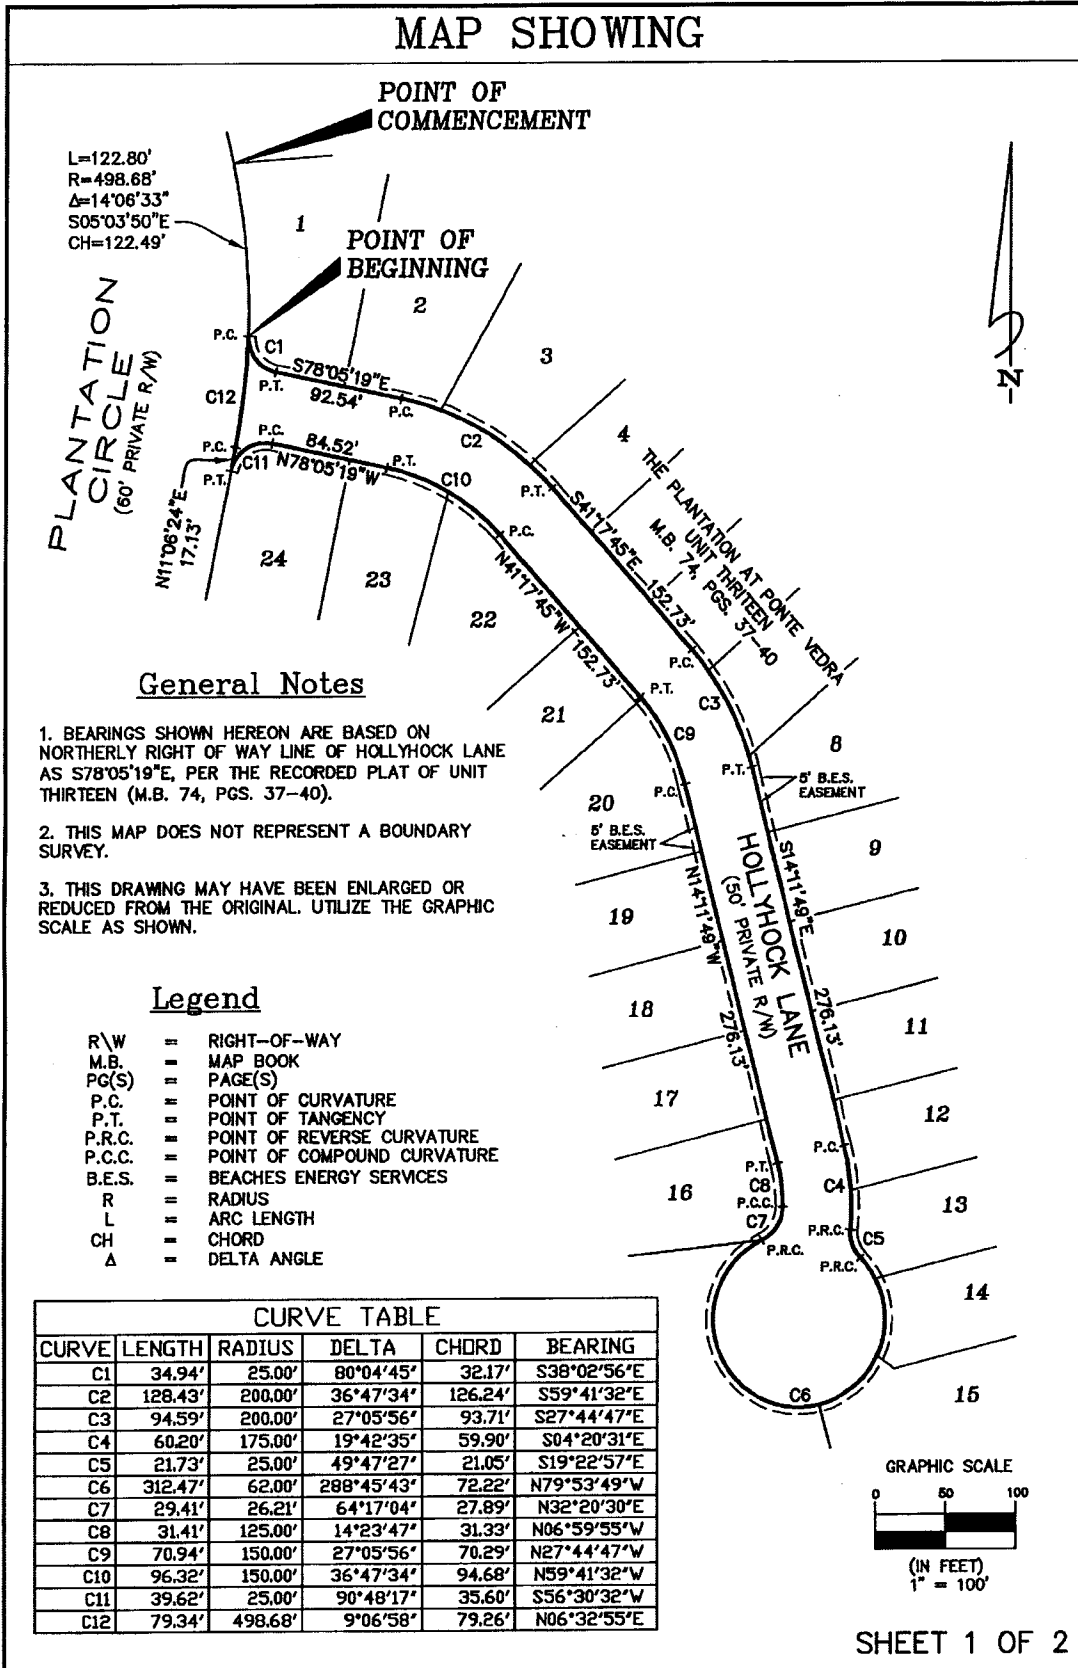 MAP SHOWING
POINT OF
COMMENCEMENT
L=122.80'
R=498.68'
Δ=14°06'33"
S05°03'50"E
CH=122.49'
1
POINT OF
BEGINNING
2
3
4
PLANTATION
CIRCLE
(60' PRIVATE R/W)
P.C.
C1
P.T.
S78°05'19"E
92.54'
P.C.
C2
P.T.
C12
P.C.
P.C.
C11
P.T.
84.52'
N78°05'19"W
P.T.
C10
P.C.
N11°06'24"E
17.13'
24
23
22
21
S41°17'45"E
152.73'
N41°17'45"W
152.73'
THE PLANTATION AT PONTE VEDRA
UNIT THRITEEN
M.B. 74, PGS. 37-40
N
P.C.
C3
P.T.
P.T.
C9
P.C.
8
5' B.E.S.
EASEMENT
20
5' B.E.S.
EASEMENT
9
HOLLYHOCK LANE
(50' PRIVATE R/W)
S14°11'49"E
276.13'
N14°11'49"W
276.13'
19
10
18
11
17
12
P.C.
P.T.
C8
C4
P.C.C.
16
C7
13
P.R.C.
C5
P.R.C.
P.R.C.
14
C6
15
General Notes
1. BEARINGS SHOWN HEREON ARE BASED ON
NORTHERLY RIGHT OF WAY LINE OF HOLLYHOCK LANE
AS S78°05'19"E, PER THE RECORDED PLAT OF UNIT
THIRTEEN (M.B. 74, PGS. 37-40).
2. THIS MAP DOES NOT REPRESENT A BOUNDARY
SURVEY.
3. THIS DRAWING MAY HAVE BEEN ENLARGED OR
REDUCED FROM THE ORIGINAL. UTILIZE THE GRAPHIC
SCALE AS SHOWN.
Legend
R\W = RIGHT-OF-WAY
M.B. = MAP BOOK
PG(S) = PAGE(S)
P.C. = POINT OF CURVATURE
P.T. = POINT OF TANGENCY
P.R.C. = POINT OF REVERSE CURVATURE
P.C.C. = POINT OF COMPOUND CURVATURE
B.E.S. = BEACHES ENERGY SERVICES
R = RADIUS
L = ARC LENGTH
CH = CHORD
Δ = DELTA ANGLE
CURVE TABLE
CURVE LENGTH RADIUS DELTA CHORD BEARING
C1 34.94' 25.00' 80°04'45" 32.17' S38°02'56"E
C2 128.43' 200.00' 36°47'34" 126.24' S59°41'32"E
C3 94.59' 200.00' 27°05'56" 93.71' S27°44'47"E
C4 60.20' 175.00' 19°42'35" 59.90' S04°20'31"E
C5 21.73' 25.00' 49°47'27" 21.05' S19°22'57"E
C6 312.47' 62.00' 288°45'43" 72.22' N79°53'49"W
C7 29.41' 26.21' 64°17'04" 27.89' N32°20'30"E
C8 31.41' 125.00' 14°23'47" 31.33' N06°59'55"W
C9 70.94' 150.00' 27°05'56" 70.29' N27°44'47"W
C10 96.32' 150.00' 36°47'34" 94.68' N59°41'32"W
C11 39.62' 25.00' 90°48'17" 35.60' S56°30'32"W
C12 79.34' 498.68' 9°06'58" 79.26' N06°32'55"E
GRAPHIC SCALE
0 50 100
(IN FEET)
1" = 100'
SHEET 1 OF 2